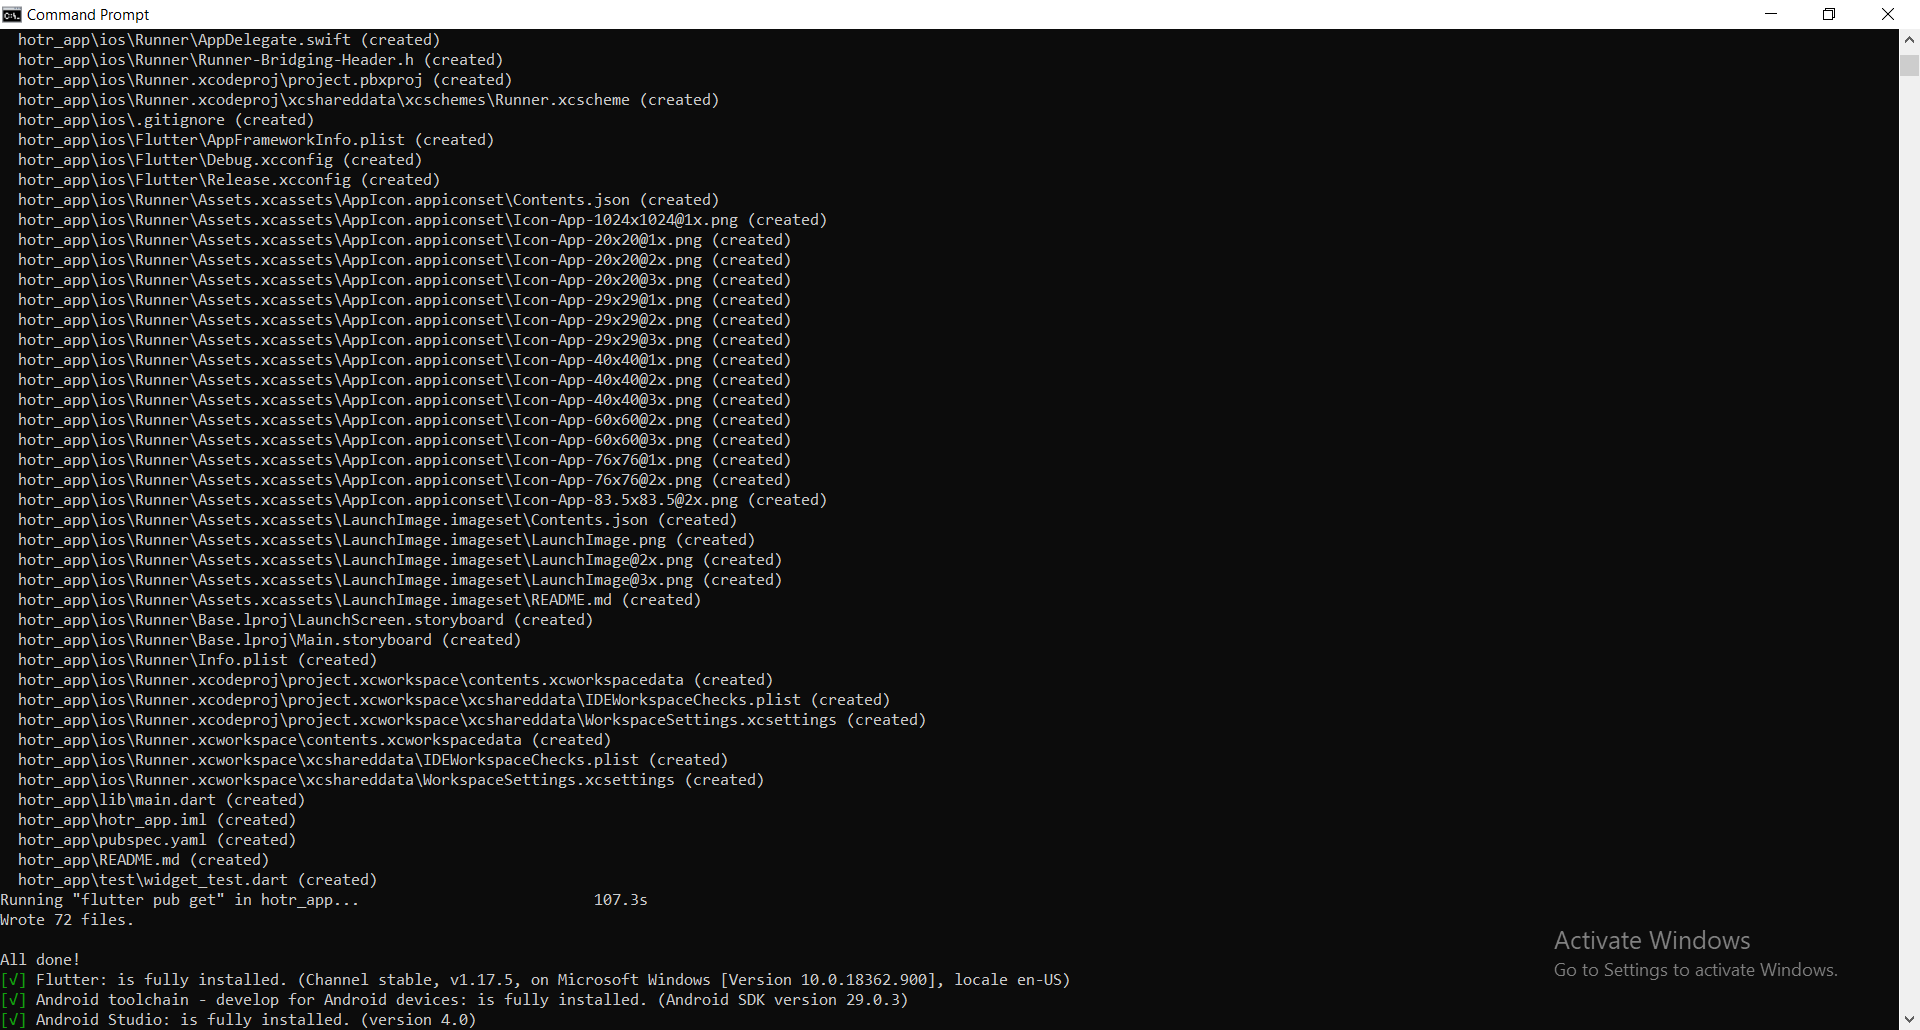 Command Prompt
hotr_app\ios\Runner\AppDelegate.swift (created)
hotr_app\ios\Runner\Runner-Bridging-Header.h (created)
hotr_app\ios\Runner.xcodeproj\project.pbxproj (created)
hotr_app\ios\Runner.xcodeproj\xcshareddata\xcschemes\Runner.xcscheme (created)
hotr_app\ios\.gitignore (created)
hotr_app\ios\Flutter\AppFrameworkInfo.plist (created)
hotr_app\ios\Flutter\Debug.xcconfig (created)
hotr_app\ios\Flutter\Release.xcconfig (created)
hotr_app\ios\Runner\Assets.xcassets\AppIcon.appiconset\Contents.json (created)
hotr_app\ios\Runner\Assets.xcassets\AppIcon.appiconset\Icon-App-1024x1024@1x.png (created)
hotr_app\ios\Runner\Assets.xcassets\AppIcon.appiconset\Icon-App-20x20@1x.png (created)
hotr_app\ios\Runner\Assets.xcassets\AppIcon.appiconset\Icon-App-20x20@2x.png (created)
hotr_app\ios\Runner\Assets.xcassets\AppIcon.appiconset\Icon-App-20x20@3x.png (created)
hotr_app\ios\Runner\Assets.xcassets\AppIcon.appiconset\Icon-App-29x29@1x.png (created)
hotr_app\ios\Runner\Assets.xcassets\AppIcon.appiconset\Icon-App-29x29@2x.png (created)
hotr_app\ios\Runner\Assets.xcassets\AppIcon.appiconset\Icon-App-29x29@3x.png (created)
hotr_app\ios\Runner\Assets.xcassets\AppIcon.appiconset\Icon-App-40x40@1x.png (created)
hotr_app\ios\Runner\Assets.xcassets\AppIcon.appiconset\Icon-App-40x40@2x.png (created)
hotr_app\ios\Runner\Assets.xcassets\AppIcon.appiconset\Icon-App-40x40@3x.png (created)
hotr_app\ios\Runner\Assets.xcassets\AppIcon.appiconset\Icon-App-60x60@2x.png (created)
hotr_app\ios\Runner\Assets.xcassets\AppIcon.appiconset\Icon-App-60x60@3x.png (created)
hotr_app\ios\Runner\Assets.xcassets\AppIcon.appiconset\Icon-App-76x76@1x.png (created)
hotr_app\ios\Runner\Assets.xcassets\AppIcon.appiconset\Icon-App-76x76@2x.png (created)
hotr_app\ios\Runner\Assets.xcassets\AppIcon.appiconset\Icon-App-83.5x83.5@2x.png (created)
hotr_app\ios\Runner\Assets.xcassets\LaunchImage.imageset\Contents.json (created)
hotr_app\ios\Runner\Assets.xcassets\LaunchImage.imageset\LaunchImage.png (created)
hotr_app\ios\Runner\Assets.xcassets\LaunchImage.imageset\LaunchImage@2x.png (created)
hotr_app\ios\Runner\Assets.xcassets\LaunchImage.imageset\LaunchImage@3x.png (created)
hotr_app\ios\Runner\Assets.xcassets\LaunchImage.imageset\README.md (created)
hotr_app\ios\Runner\Base.lproj\LaunchScreen.storyboard (created)
hotr_app\ios\Runner\Base.lproj\Main.storyboard (created)
hotr_app\ios\Runner\Info.plist (created)
hotr_app\ios\Runner.xcodeproj\project.xcworkspace\contents.xcworkspacedata (created)
hotr_app\ios\Runner.xcodeproj\project.xcworkspace\xcshareddata\IDEWorkspaceChecks.plist (created)
hotr_app\ios\Runner.xcodeproj\project.xcworkspace\xcshareddata\WorkspaceSettings.xcsettings (created)
hotr_app\ios\Runner.xcworkspace\contents.xcworkspacedata (created)
hotr_app\ios\Runner.xcworkspace\xcshareddata\IDEWorkspaceChecks.plist (created)
hotr_app\ios\Runner.xcworkspace\xcshareddata\WorkspaceSettings.xcsettings (created)
hotr_app\lib\main.dart (created)
hotr_app\hotr_app.iml (created)
hotr_app\pubspec.yaml (created)
hotr_app\README.md (created)
hotr_app\test\widget_test.dart (created)
Running "flutter pub get" in hotr_app... 107.3s
Wrote 72 files.
All done!
[√] Flutter: is fully installed. (Channel stable, v1.17.5, on Microsoft Windows [Version 10.0.18362.900], locale en-US)
[√] Android toolchain - develop for Android devices: is fully installed. (Android SDK version 29.0.3)
[√] Android Studio: is fully installed. (version 4.0)
Activate Windows
Go to Settings to activate Windows.